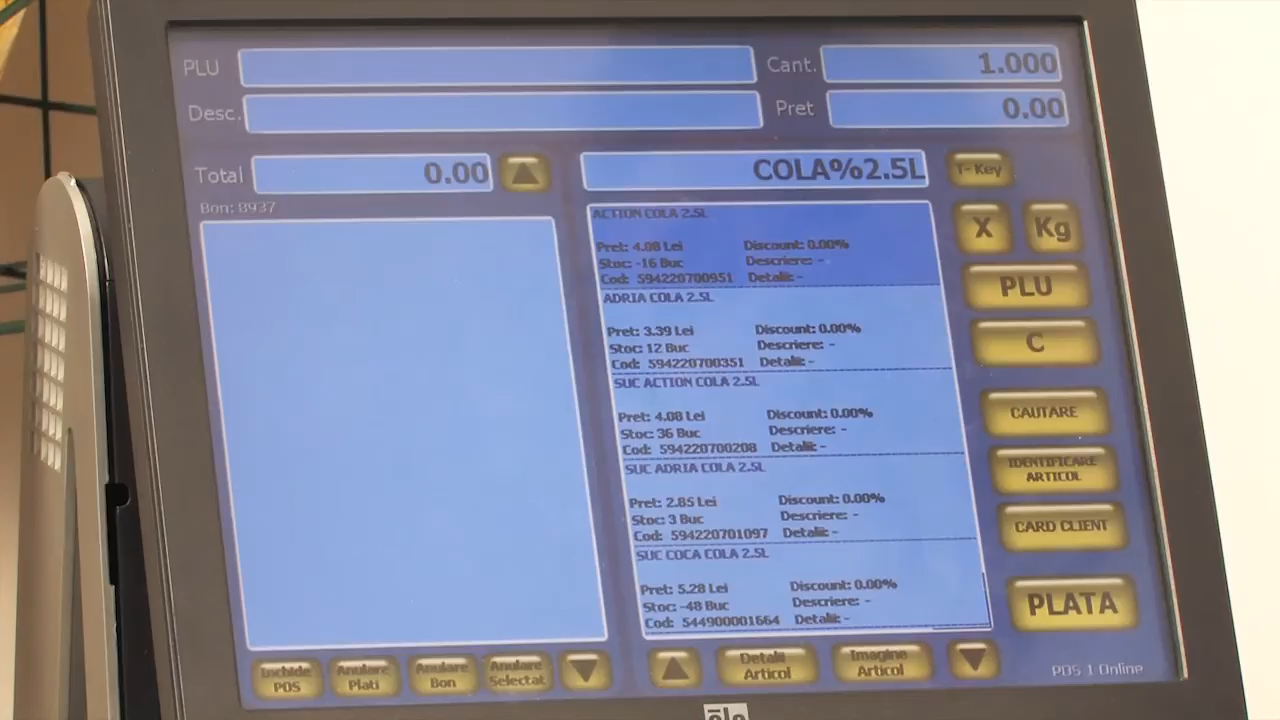 PLU
Cant. 1.000
Desc.
Pret 0.00
Total 0.00
COLA%2.5L
T-Key
Bon: 8937
X
Kg
PLU
C
CAUTARE
IDENTIFICARE
ARTICOL
CARD CLIENT
PLATA
ACTION COLA 2.5L
Pret: 4.08 Lei Discount: 0.00%
Stoc: -16 Buc Descriere: -
Cod: 594220700951 Detalii: -
ADRIA COLA 2.5L
Pret: 3.39 Lei Discount: 0.00%
Stoc: 12 Buc Descriere: -
Cod: 594220700351 Detalii: -
SUC ACTION COLA 2.5L
Pret: 4.08 Lei Discount: 0.00%
Stoc: 36 Buc Descriere: -
Cod: 594220700208 Detalii: -
SUC ADRIA COLA 2.5L
Pret: 2.85 Lei Discount: 0.00%
Stoc: 3 Buc Descriere: -
Cod: 594220701097 Detalii: -
SUC COCA COLA 2.5L
Pret: 5.28 Lei Discount: 0.00%
Stoc: -48 Buc Descriere: -
Cod: 544900001664 Detalii: -
Inchide
POS
Anulare
Plati
Anulare
Bon
Anulare
Selectat
Detalii
Articol
Imagine
Articol
POS 1 Online
elo